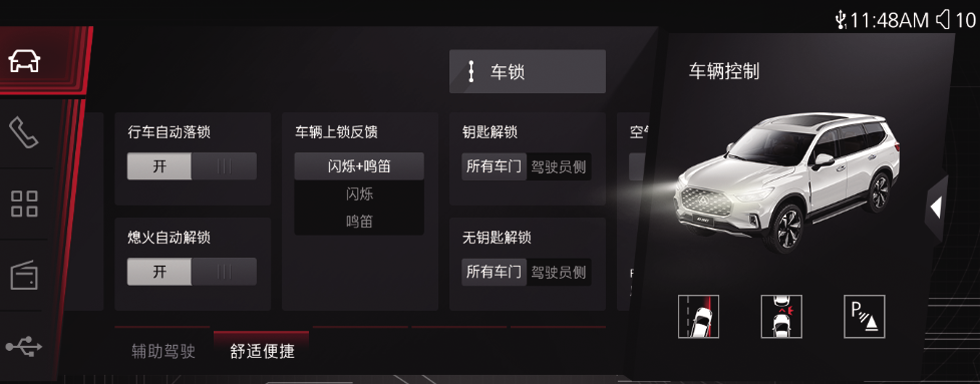 11:48AM 10
车锁
车辆控制
行车自动落锁
开
车辆上锁反馈
闪烁+鸣笛
闪烁
鸣笛
钥匙解锁
所有车门 驾驶员侧
熄火自动解锁
开
无钥匙解锁
所有车门 驾驶员侧
辅助驾驶
舒适便捷
P